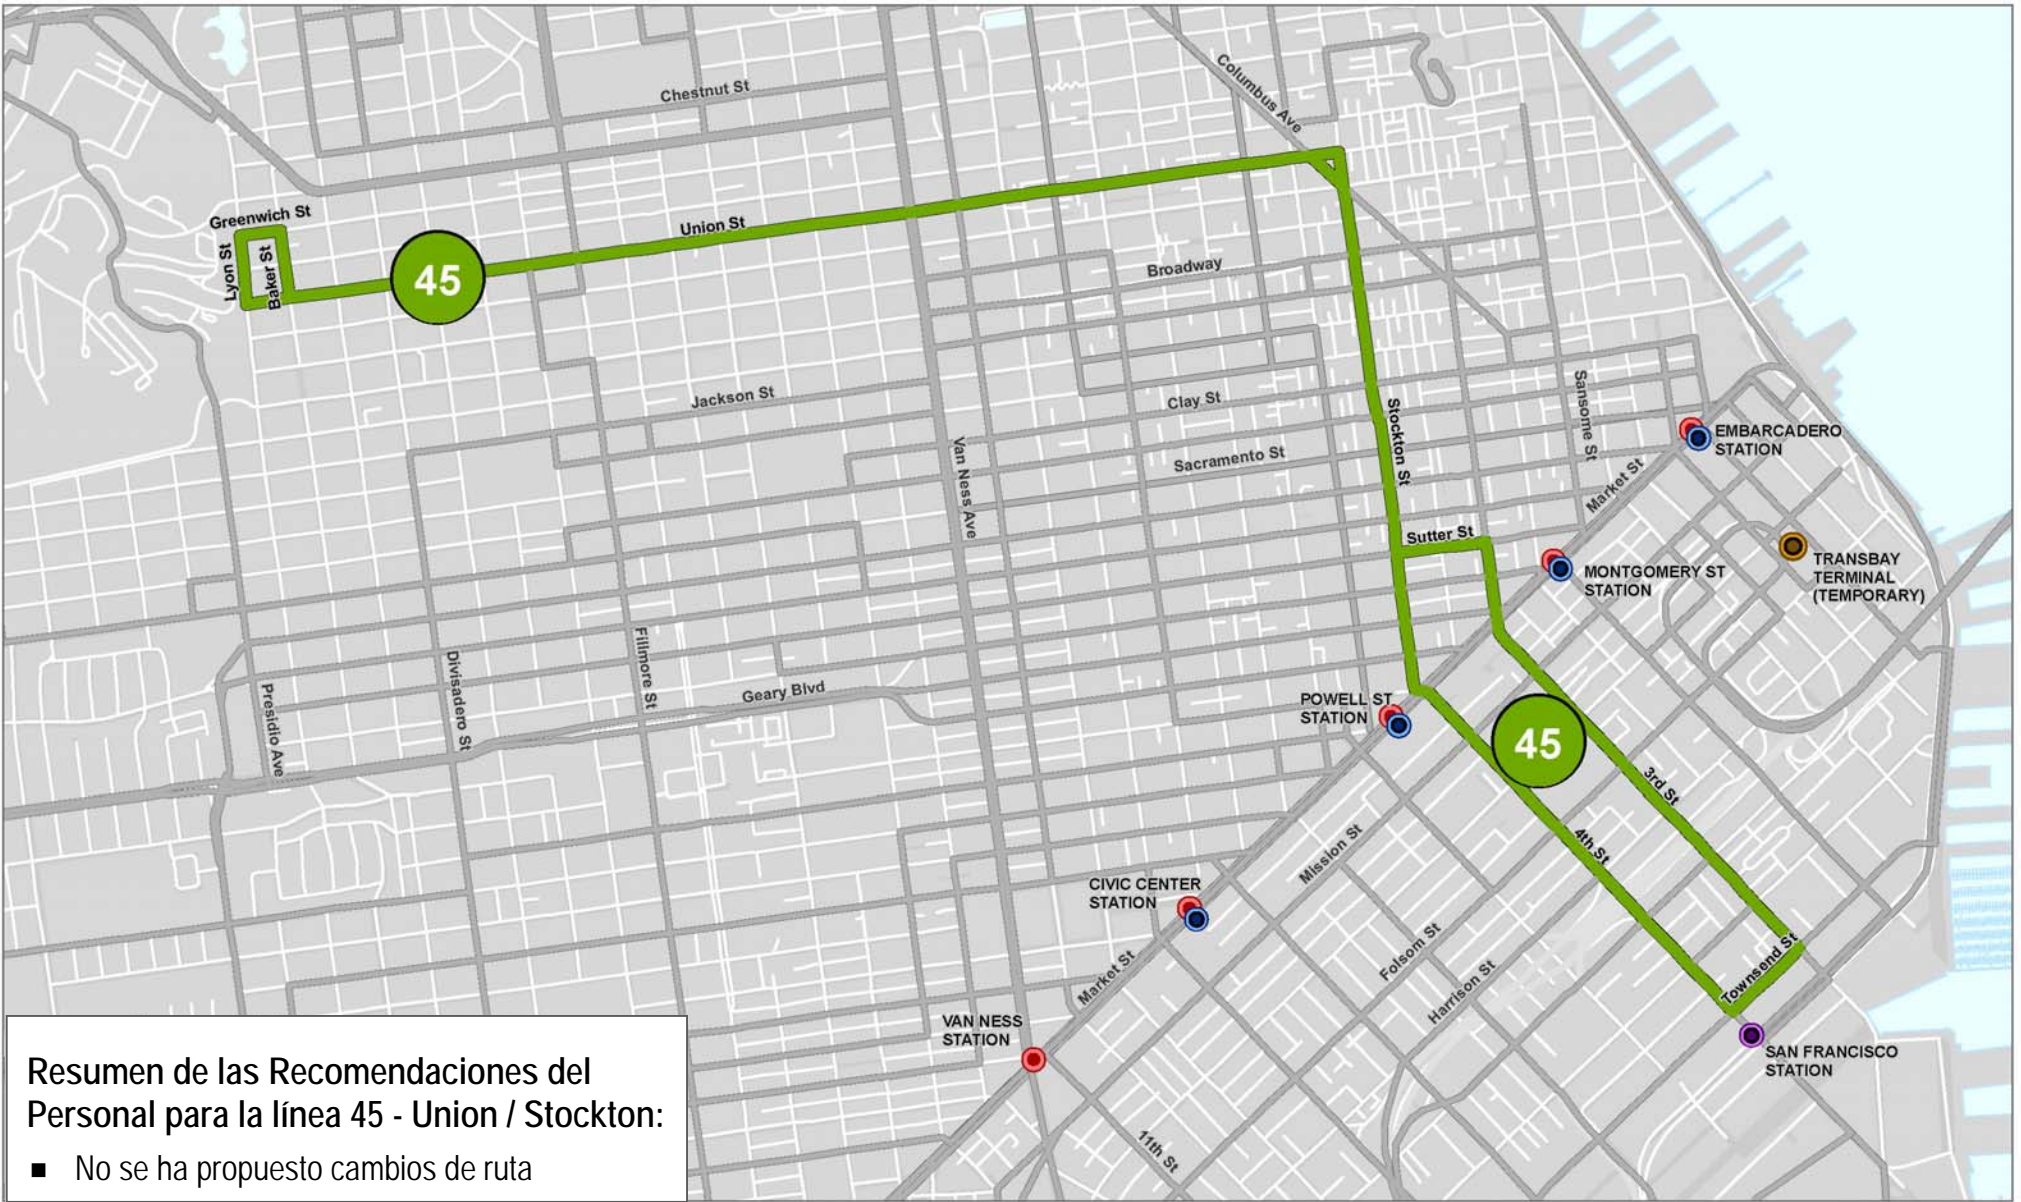 Chestnut St
Columbus Ave
Greenwich St
Lyon St
Baker St
45
Union St
Broadway
Jackson St
Clay St
Sacramento St
Stockton St
Sansome St
Van Ness Ave
EMBARCADERO
STATION
Market St
Sutter St
MONTGOMERY ST
STATION
TRANSBAY
TERMINAL
(TEMPORARY)
Presidio Ave
Divisadero St
Fillmore St
Geary Blvd
POWELL ST
STATION
45
3rd St
4th St
Mission St
CIVIC CENTER
STATION
Market St
Folsom St
Harrison St
Townsend St
VAN NESS
STATION
SAN FRANCISCO
STATION
11th St
Resumen de las Recomendaciones del
Personal para la línea 45 - Union / Stockton:
▪ No se ha propuesto cambios de ruta